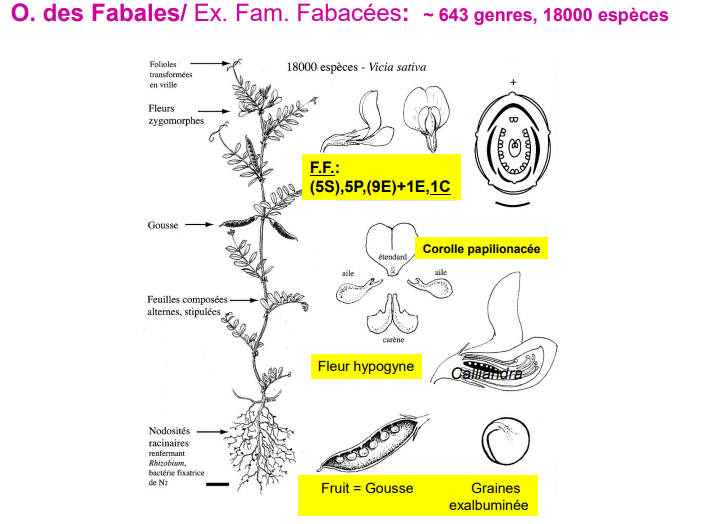 O. des Fabales/ Ex. Fam. Fabacées: ~ 643 genres, 18000 espèces
Folioles
transformées
en vrille
18000 espèces - Vicia sativa
+
Fleurs
zygomorphes
F.F.:
(5S),5P,(9E)+1E,1C
Gousse
Corolle papilionacée
étendard
aile
aile
Feuilles composées
alternes, stipulées
carène
Fleur hypogyne
Calliandra
Nodosités
racinaires
renfermant
Rhizobium,
bactérie fixatrice
de N2
Fruit = Gousse
Graines
exalbuminée